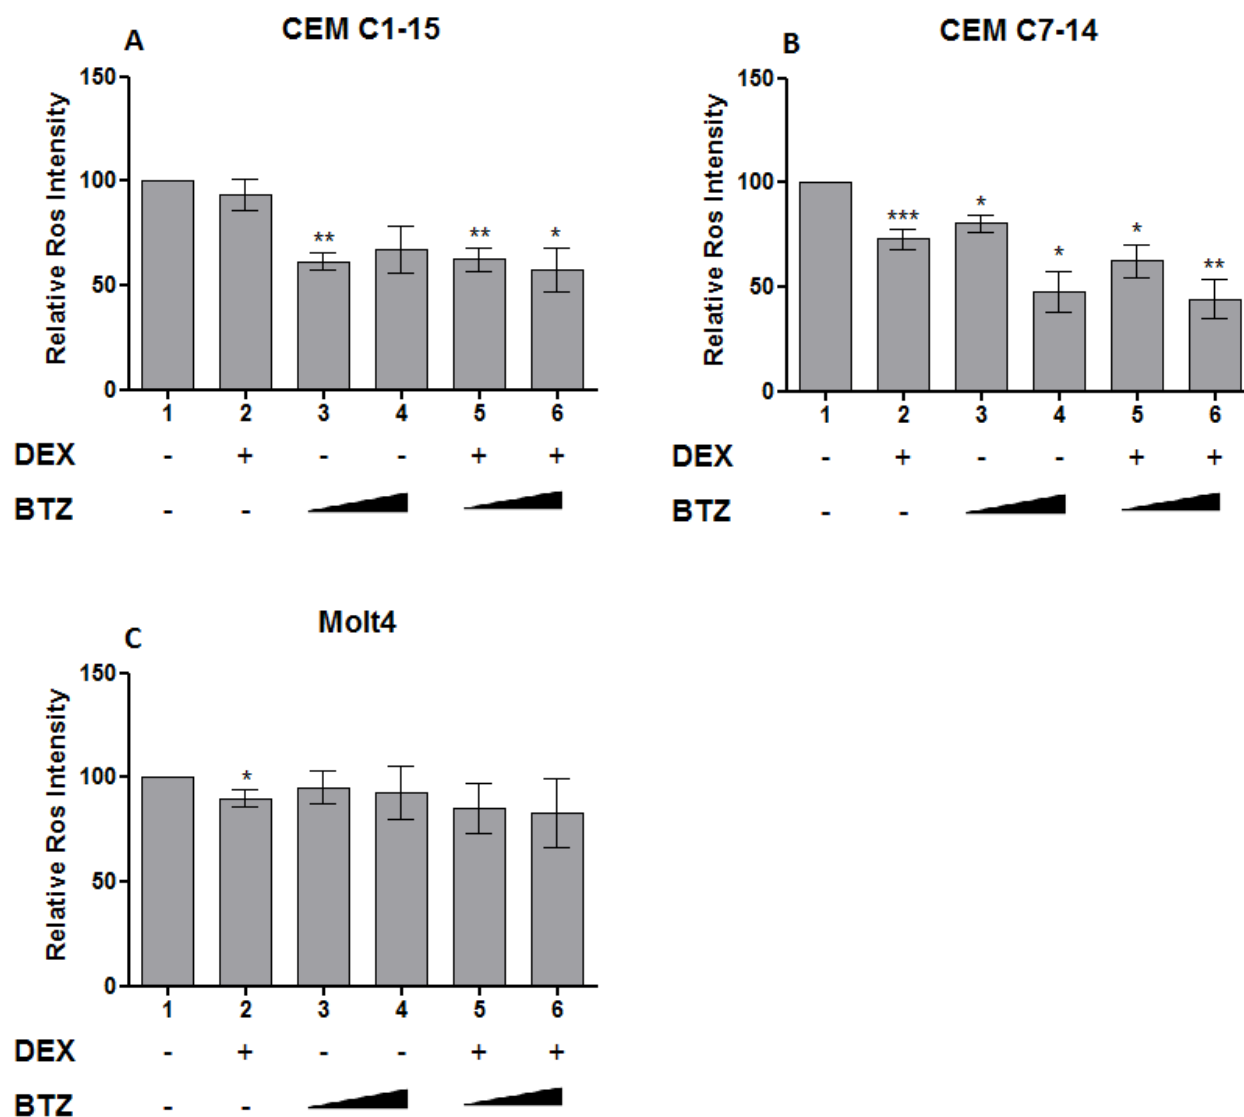 A
CEM C1-15
Relative Ros Intensity
150
100
50
0
** ** *
1 2 3 4 5 6
DEX - + - - + +
BTZ - -
B
CEM C7-14
Relative Ros Intensity
150
100
50
0
*** * * * **
1 2 3 4 5 6
DEX - + - - + +
BTZ - -
C
Molt4
Relative Ros Intensity
150
100
50
0
*
1 2 3 4 5 6
DEX - + - - + +
BTZ - -